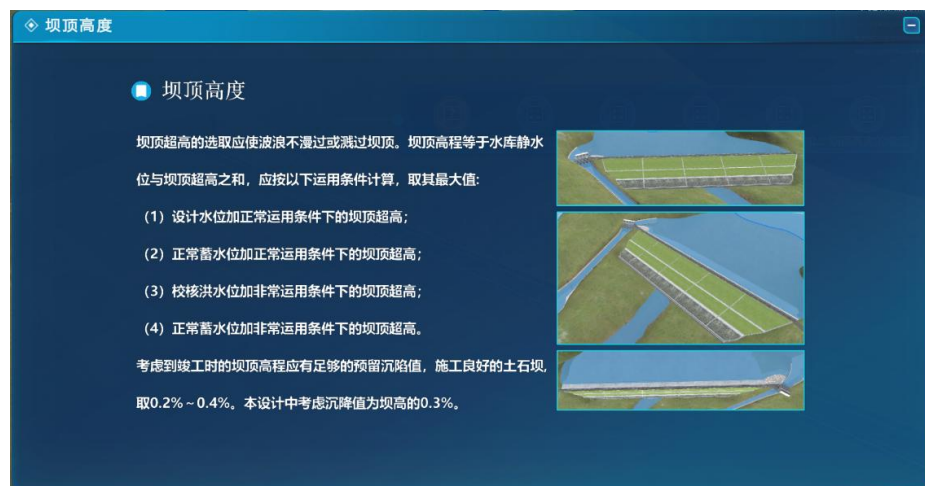 坝顶高度
坝顶高度
坝顶超高的选取应使波浪不漫过或溅过坝顶。坝顶高程等于水库静水
位与坝顶超高之和，应按以下运用条件计算，取其最大值:
（1）设计水位加正常运用条件下的坝顶超高；
（2）正常蓄水位加正常运用条件下的坝顶超高；
（3）校核洪水位加非常运用条件下的坝顶超高；
（4）正常蓄水位加非常运用条件下的坝顶超高。
考虑到竣工时的坝顶高程应有足够的预留沉陷值，施工良好的土石坝,
取0.2%～0.4%。本设计中考虑沉降值为坝高的0.3%。